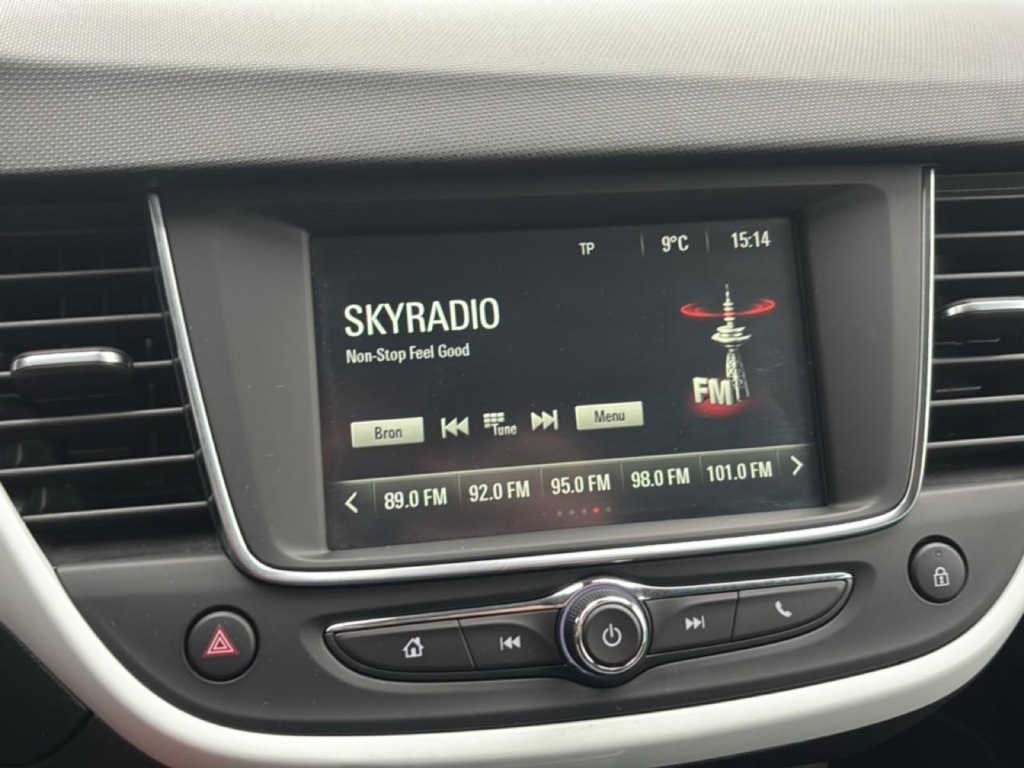 TP 9°C 15:14
SKYRADIO
Non-Stop Feel Good
FM
Bron Tune Menu
89.0 FM 92.0 FM 95.0 FM 98.0 FM 101.0 FM